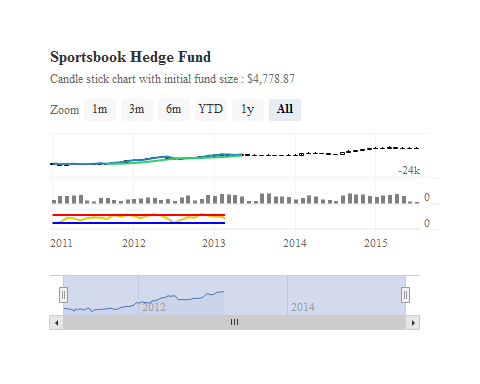 Sportsbook Hedge Fund
Candle stick chart with initial fund size : $4,778.87
Zoom 1m 3m 6m YTD 1y All
-24k
0
0
2011 2012 2013 2014 2015
2012 2014